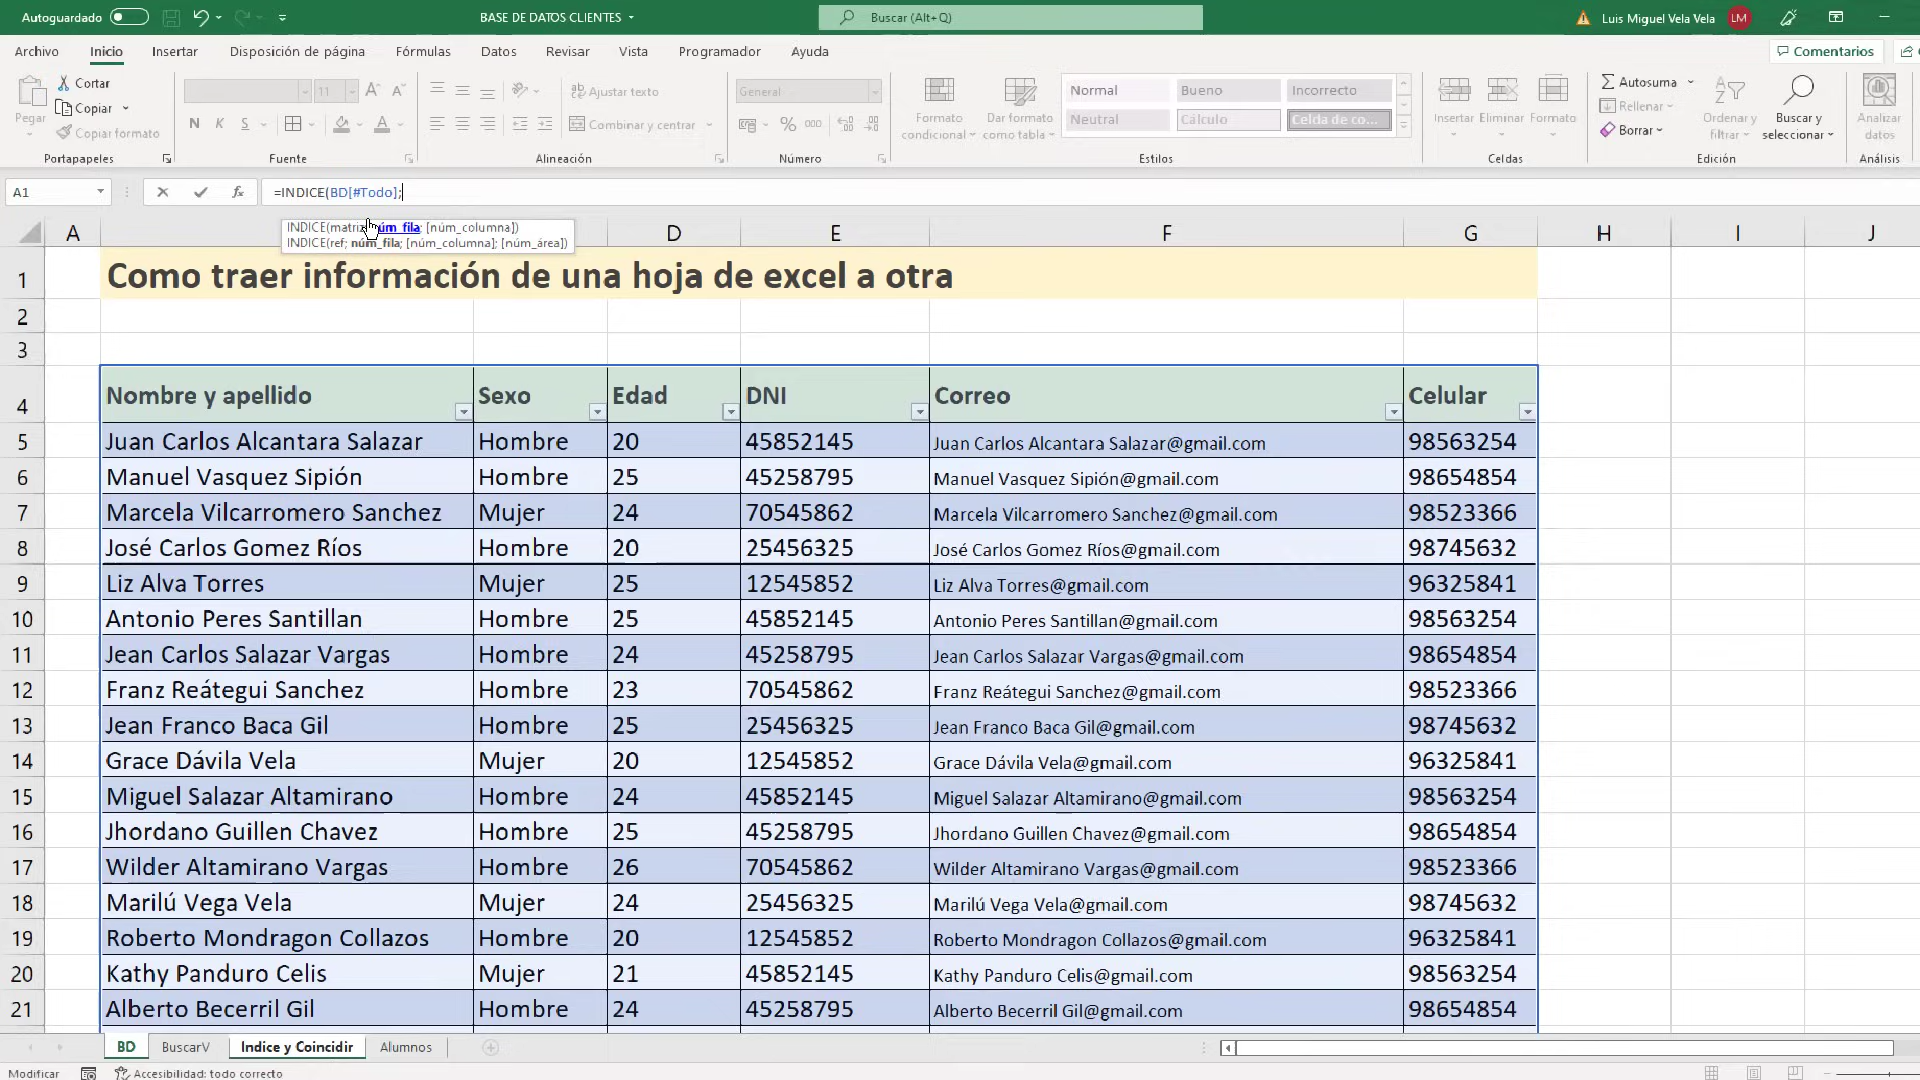 Autoguardado
BASE DE DATOS CLIENTES
Buscar (Alt+Q)
Luis Miguel Vela Vela
LM
Archivo
Inicio
Insertar
Disposición de página
Fórmulas
Datos
Revisar
Vista
Programador
Ayuda
Comentarios
Pegar
Cortar
Copiar
Copiar formato
Portapapeles
11
N K S
Fuente
Ajustar texto
Combinar y centrar
Alineación
General
% 000
Número
Formato condicional
Dar formato como tabla
Normal
Bueno
Incorrecto
Neutral
Cálculo
Celda de co...
Estilos
Insertar
Eliminar
Formato
Celdas
Autosuma
Rellenar
Borrar
Ordenar y filtrar
Buscar y seleccionar
Edición
Analizar datos
Análisis
A1
fx
=INDICE(BD[#Todo];
INDICE(matriz; núm_fila; [núm_columna])
INDICE(ref; núm_fila; [núm_columna]; [núm_área])
A D E F G H I J
1 Como traer información de una hoja de excel a otra
2
3
4 Nombre y apellido Sexo Edad DNI Correo Celular
5 Juan Carlos Alcantara Salazar Hombre 20 45852145 Juan Carlos Alcantara Salazar@gmail.com 98563254
6 Manuel Vasquez Sipión Hombre 25 45258795 Manuel Vasquez Sipión@gmail.com 98654854
7 Marcela Vilcarromero Sanchez Mujer 24 70545862 Marcela Vilcarromero Sanchez@gmail.com 98523366
8 José Carlos Gomez Ríos Hombre 20 25456325 José Carlos Gomez Ríos@gmail.com 98745632
9 Liz Alva Torres Mujer 25 12545852 Liz Alva Torres@gmail.com 96325841
10 Antonio Peres Santillan Hombre 25 45852145 Antonio Peres Santillan@gmail.com 98563254
11 Jean Carlos Salazar Vargas Hombre 24 45258795 Jean Carlos Salazar Vargas@gmail.com 98654854
12 Franz Reátegui Sanchez Hombre 23 70545862 Franz Reátegui Sanchez@gmail.com 98523366
13 Jean Franco Baca Gil Hombre 25 25456325 Jean Franco Baca Gil@gmail.com 98745632
14 Grace Dávila Vela Mujer 20 12545852 Grace Dávila Vela@gmail.com 96325841
15 Miguel Salazar Altamirano Hombre 24 45852145 Miguel Salazar Altamirano@gmail.com 98563254
16 Jhordano Guillen Chavez Hombre 25 45258795 Jhordano Guillen Chavez@gmail.com 98654854
17 Wilder Altamirano Vargas Hombre 26 70545862 Wilder Altamirano Vargas@gmail.com 98523366
18 Marilú Vega Vela Mujer 24 25456325 Marilú Vega Vela@gmail.com 98745632
19 Roberto Mondragon Collazos Hombre 20 12545852 Roberto Mondragon Collazos@gmail.com 96325841
20 Kathy Panduro Celis Mujer 21 45852145 Kathy Panduro Celis@gmail.com 98563254
21 Alberto Becerril Gil Hombre 24 45258795 Alberto Becerril Gil@gmail.com 98654854
BD
BuscarV
Indice y Coincidir
Alumnos
Modificar
Accesibilidad: todo correcto